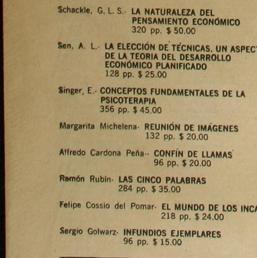 Schackle, G. L. S.- LA NATURALEZA DEL
PENSAMIENTO ECONÓMICO
320 pp. $ 50.00
Sen, A. L.- LA ELECCIÓN DE TÉCNICAS, UN ASPEC
DE LA TEORÍA DEL DESARROLLO
ECONÓMICO PLANIFICADO
128 pp. $ 25.00
Singer, E.- CONCEPTOS FUNDAMENTALES DE LA
PSICOTERAPIA
356 pp. $ 45.00
Margarita Michelena- REUNIÓN DE IMÁGENES
132 pp. $ 20.00
Alfredo Cardona Peña-- CONFÍN DE LLAMAS
96 pp. $ 20.00
Ramón Rubín- LAS CINCO PALABRAS
284 pp. $ 35.00
Felipe Cossio del Pomar- EL MUNDO DE LOS INCA
218 pp. $ 24.00
Sergio Golwarz- INFUNDIOS EJEMPLARES
96 pp. $ 15.00